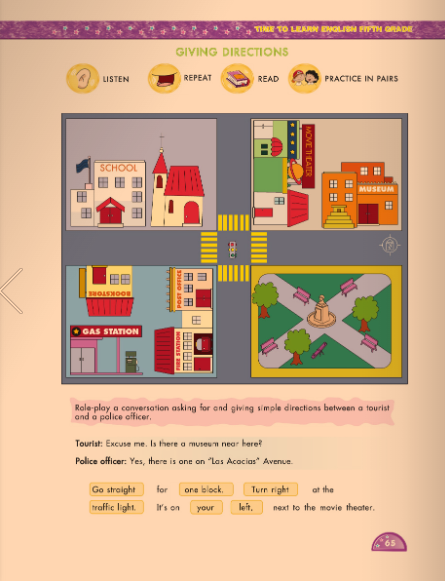 TIME TO LEARN ENGLISH FIFTH GRADE
GIVING DIRECTIONS
LISTEN REPEAT READ PRACTICE IN PAIRS
SCHOOL
MOVIE THEATER
MUSEUM
BOOKSTORE
POST OFFICE
GAS STATION
FIRE STATION
Role-play a conversation asking for and giving simple directions between a tourist
and a police officer.
Tourist: Excuse me. Is there a museum near here?
Police officer: Yes, there is one on "Las Acacias" Avenue.
Go straight for one block. Turn right at the
traffic light. It's on your left, next to the movie theater.
65